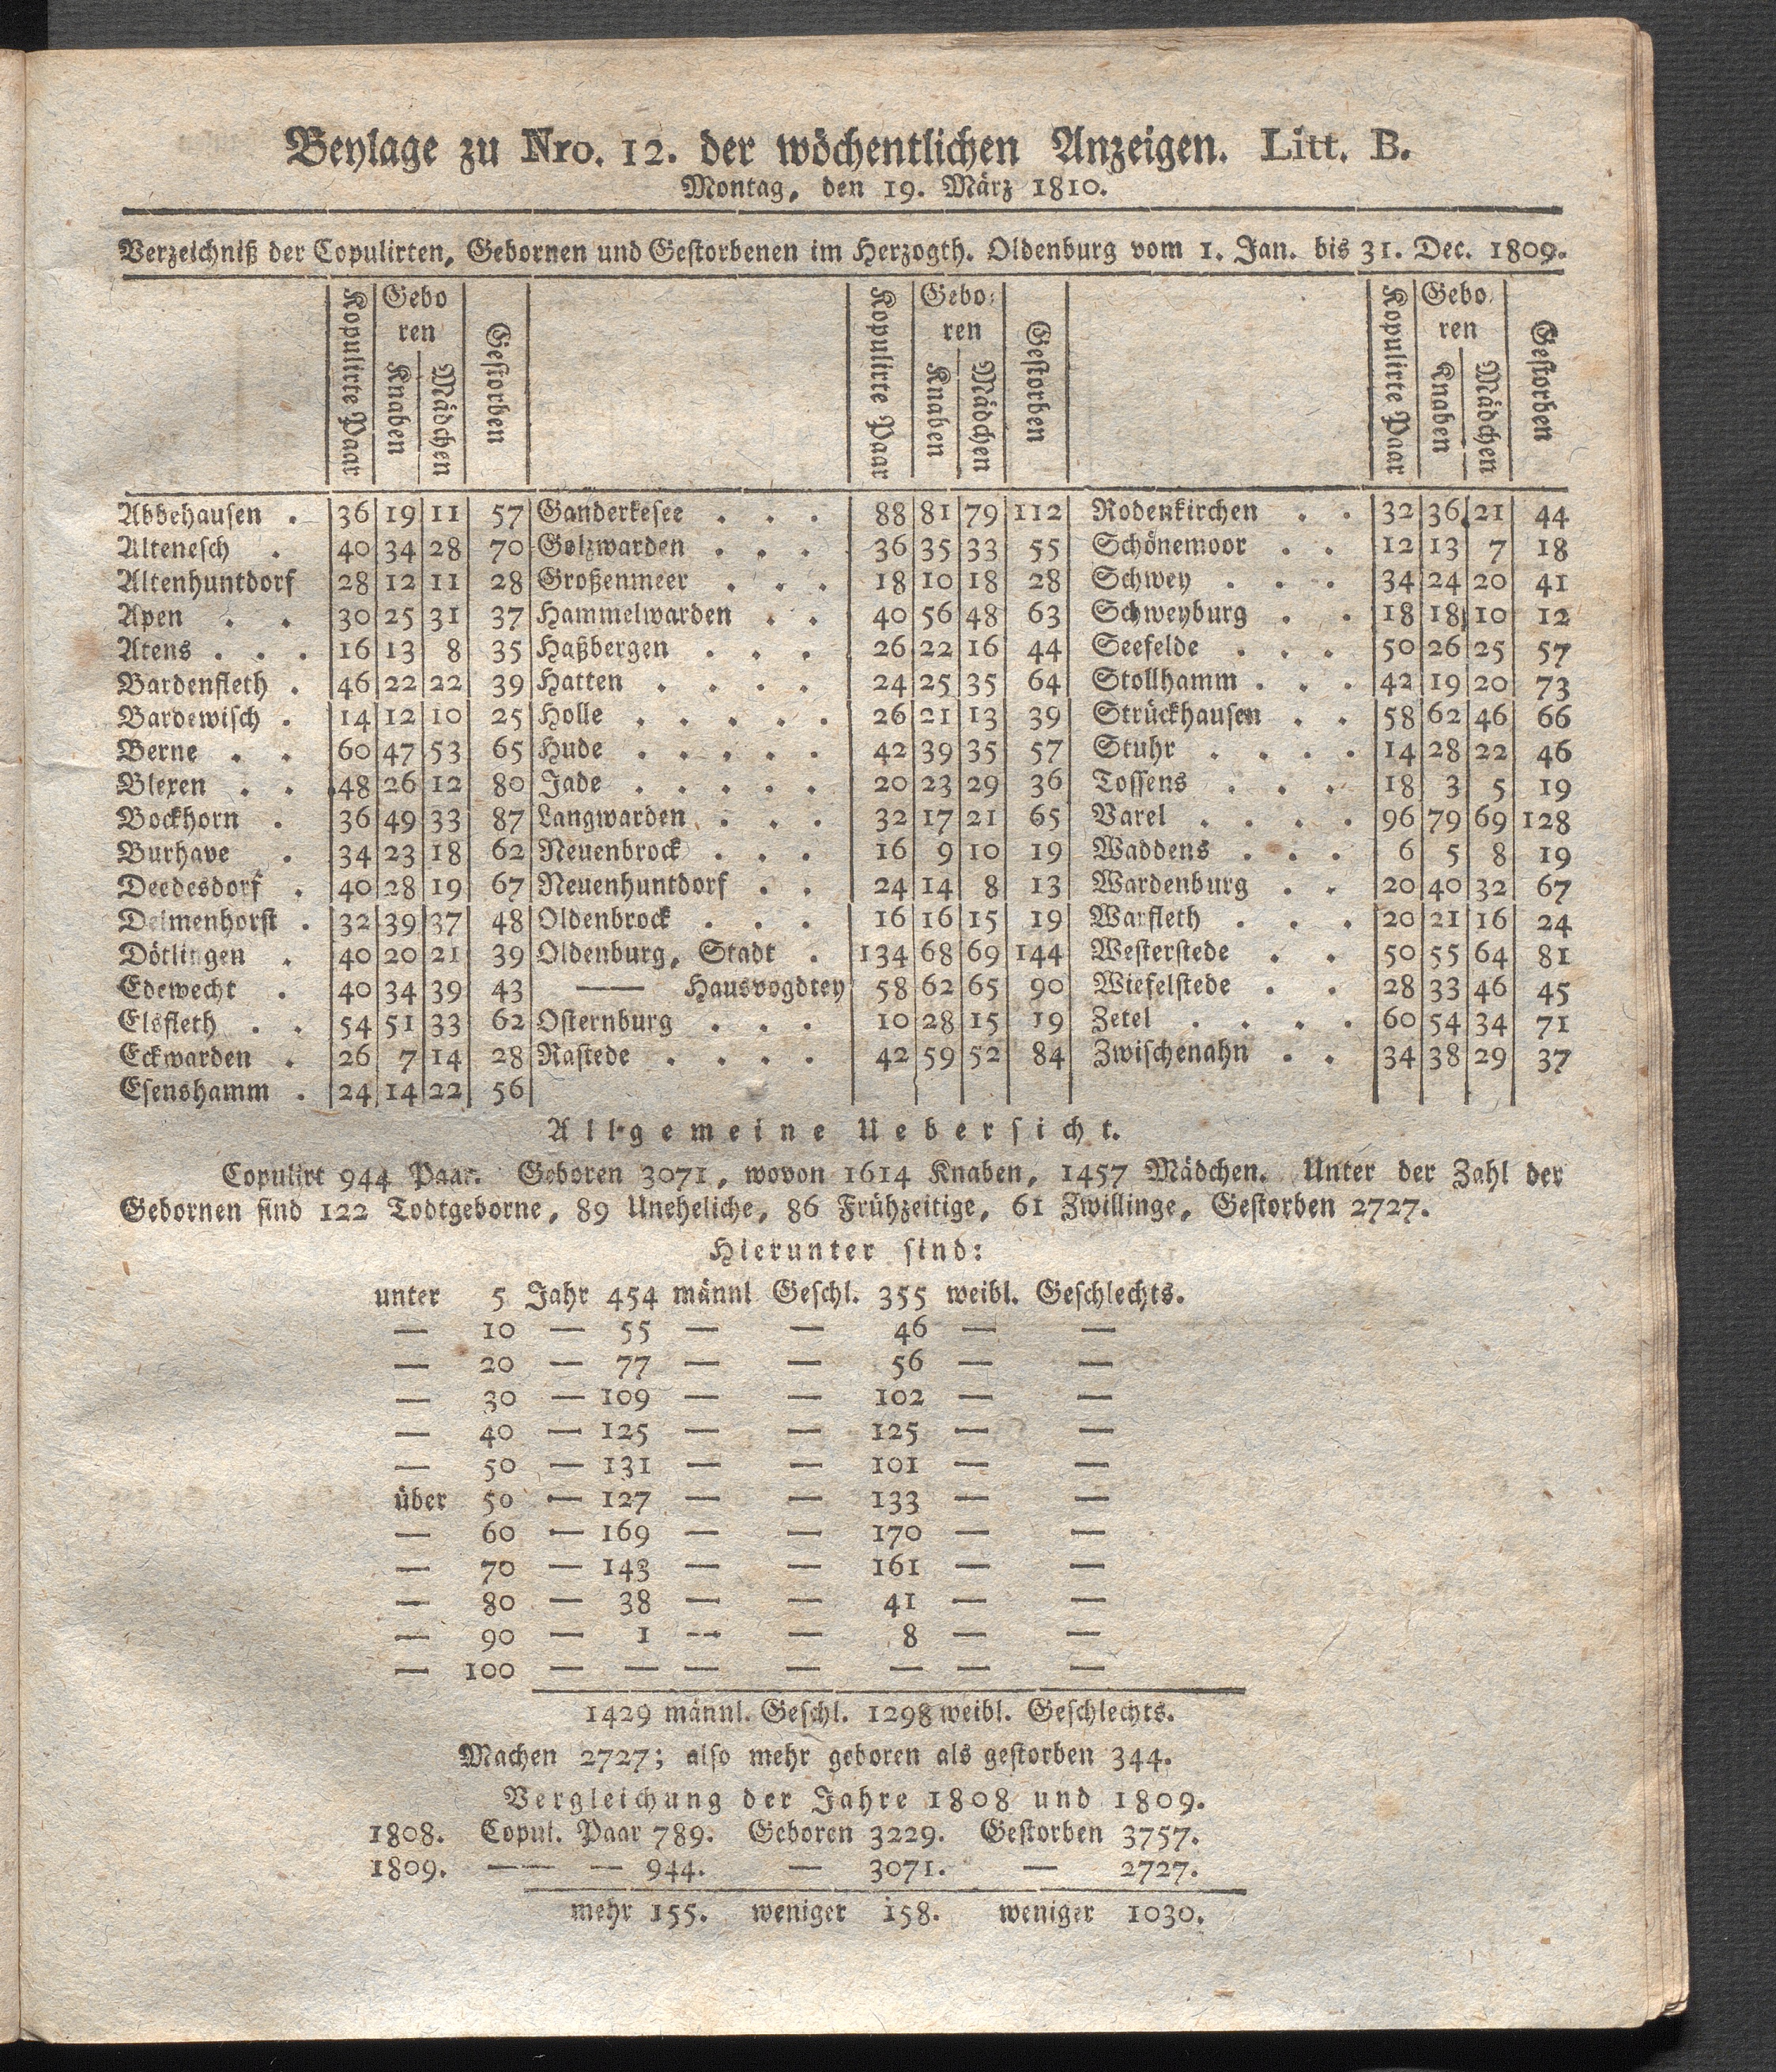 Beylage zu Nro. 12. der wöchentlichen Anzeigen. Litt. B.
Montag, den 19. März 1810.
Verzeichniß der Copulirten, Gebornen und Gestorbenen im Herzogth. Oldenburg vom 1. Jan. bis 31. Dec. 1809.
Kopulirte Paar Gebo ren Knaben Mädchen Gestorben Kopulirte Paar Gebo: ren Knaben Mädchen Gestorben Kopulirte Paar Gebo: ren Knaben Mädchen Gestorben
Abbehausen . 36 19 11 57 Ganderkesee . . . 88 81 79 112 Rodenkirchen . . 32 36 21 44
Altenesch . 40 34 28 70 Golzwarden . . . 36 35 33 55 Schönemoor . . 12 13 7 18
Altenhuntdorf 28 12 11 28 Großenmeer . . . 18 10 18 28 Schwey . . . 34 24 20 41
Apen . . 30 25 31 37 Hammelwarden . . 40 56 48 63 Schweyburg . . 18 18 10 12
Atens . . . 16 13 8 35 Haßbergen . . . 26 22 16 44 Seefelde . . . 50 26 25 57
Bardenfleth . 46 22 22 39 Hatten . . . . 24 25 35 64 Stollhamm . . . 42 19 20 73
Bardewisch . 14 12 10 25 Holle . . . . . 26 21 13 39 Strückhausen . . 58 62 46 66
Berne . . 60 47 53 65 Hude . . . . . 42 39 35 57 Stuhr . . . . 14 28 22 46
Blexen . . 48 26 12 80 Jade . . . . . 20 23 29 36 Tossens . . . 18 3 5 19
Bockhorn . 36 49 33 87 Langwarden . . . 32 17 21 65 Varel . . . . 96 79 69 128
Burhave . 34 23 18 62 Neuenbrock . . . 16 9 10 19 Waddens . . . 6 5 8 19
Deedesdorf . 40 28 19 67 Neuenhuntdorf . . 24 14 8 13 Wardenburg . . 20 40 32 67
Delmenhorst . 32 39 37 48 Oldenbrock . . . 16 16 15 19 Warfleth . . . 20 21 16 24
Dötlingen . 40 20 21 39 Oldenburg, Stadt . 134 68 69 144 Westerstede . . 50 55 64 81
Edewecht . 40 34 39 43 —— Hausvogdtey 58 62 65 90 Wiefelstede . . 28 33 46 45
Elsfleth . . 54 51 33 62 Osternburg . . . 10 28 15 19 Zetel . . . . 60 54 34 71
Eckwarden . 26 7 14 28 Rastede . . . . 42 59 52 84 Zwischenahn . . 34 38 29 37
Esenshamm . 24 14 22 56
Allgemeine Uebersicht.
Copulirt 944 Paar. Geboren 3071, wovon 1614 Knaben, 1457 Mädchen. Unter der Zahl der
Gebornen sind 122 Todtgeborne, 89 Uneheliche, 86 Frühzeitige, 61 Zwillinge, Gestorben 2727.
Hierunter sind:
unter 5 Jahr 454 männl. Geschl. 355 weibl. Geschlechts.
— 10 — 55 — — 46 — —
— 20 — 77 — — 56 — —
— 30 — 109 — — 102 — —
— 40 — 125 — — 125 — —
— 50 — 131 — — 101 — —
über 50 — 127 — — 133 — —
— 60 — 169 — — 170 — —
— 70 — 143 — — 161 — —
— 80 — 38 — — 41 — —
— 90 — 1 — — 8 — —
— 100 — — — — — — —
1429 männl. Geschl. 1298 weibl. Geschlechts.
Machen 2727; also mehr geboren als gestorben 344.
Vergleichung der Jahre 1808 und 1809.
1808. Copul. Paar 789. Geboren 3229. Gestorben 3757.
1809. —— — 944. — 3071. — 2727.
mehr 155. weniger 158. weniger 1030.